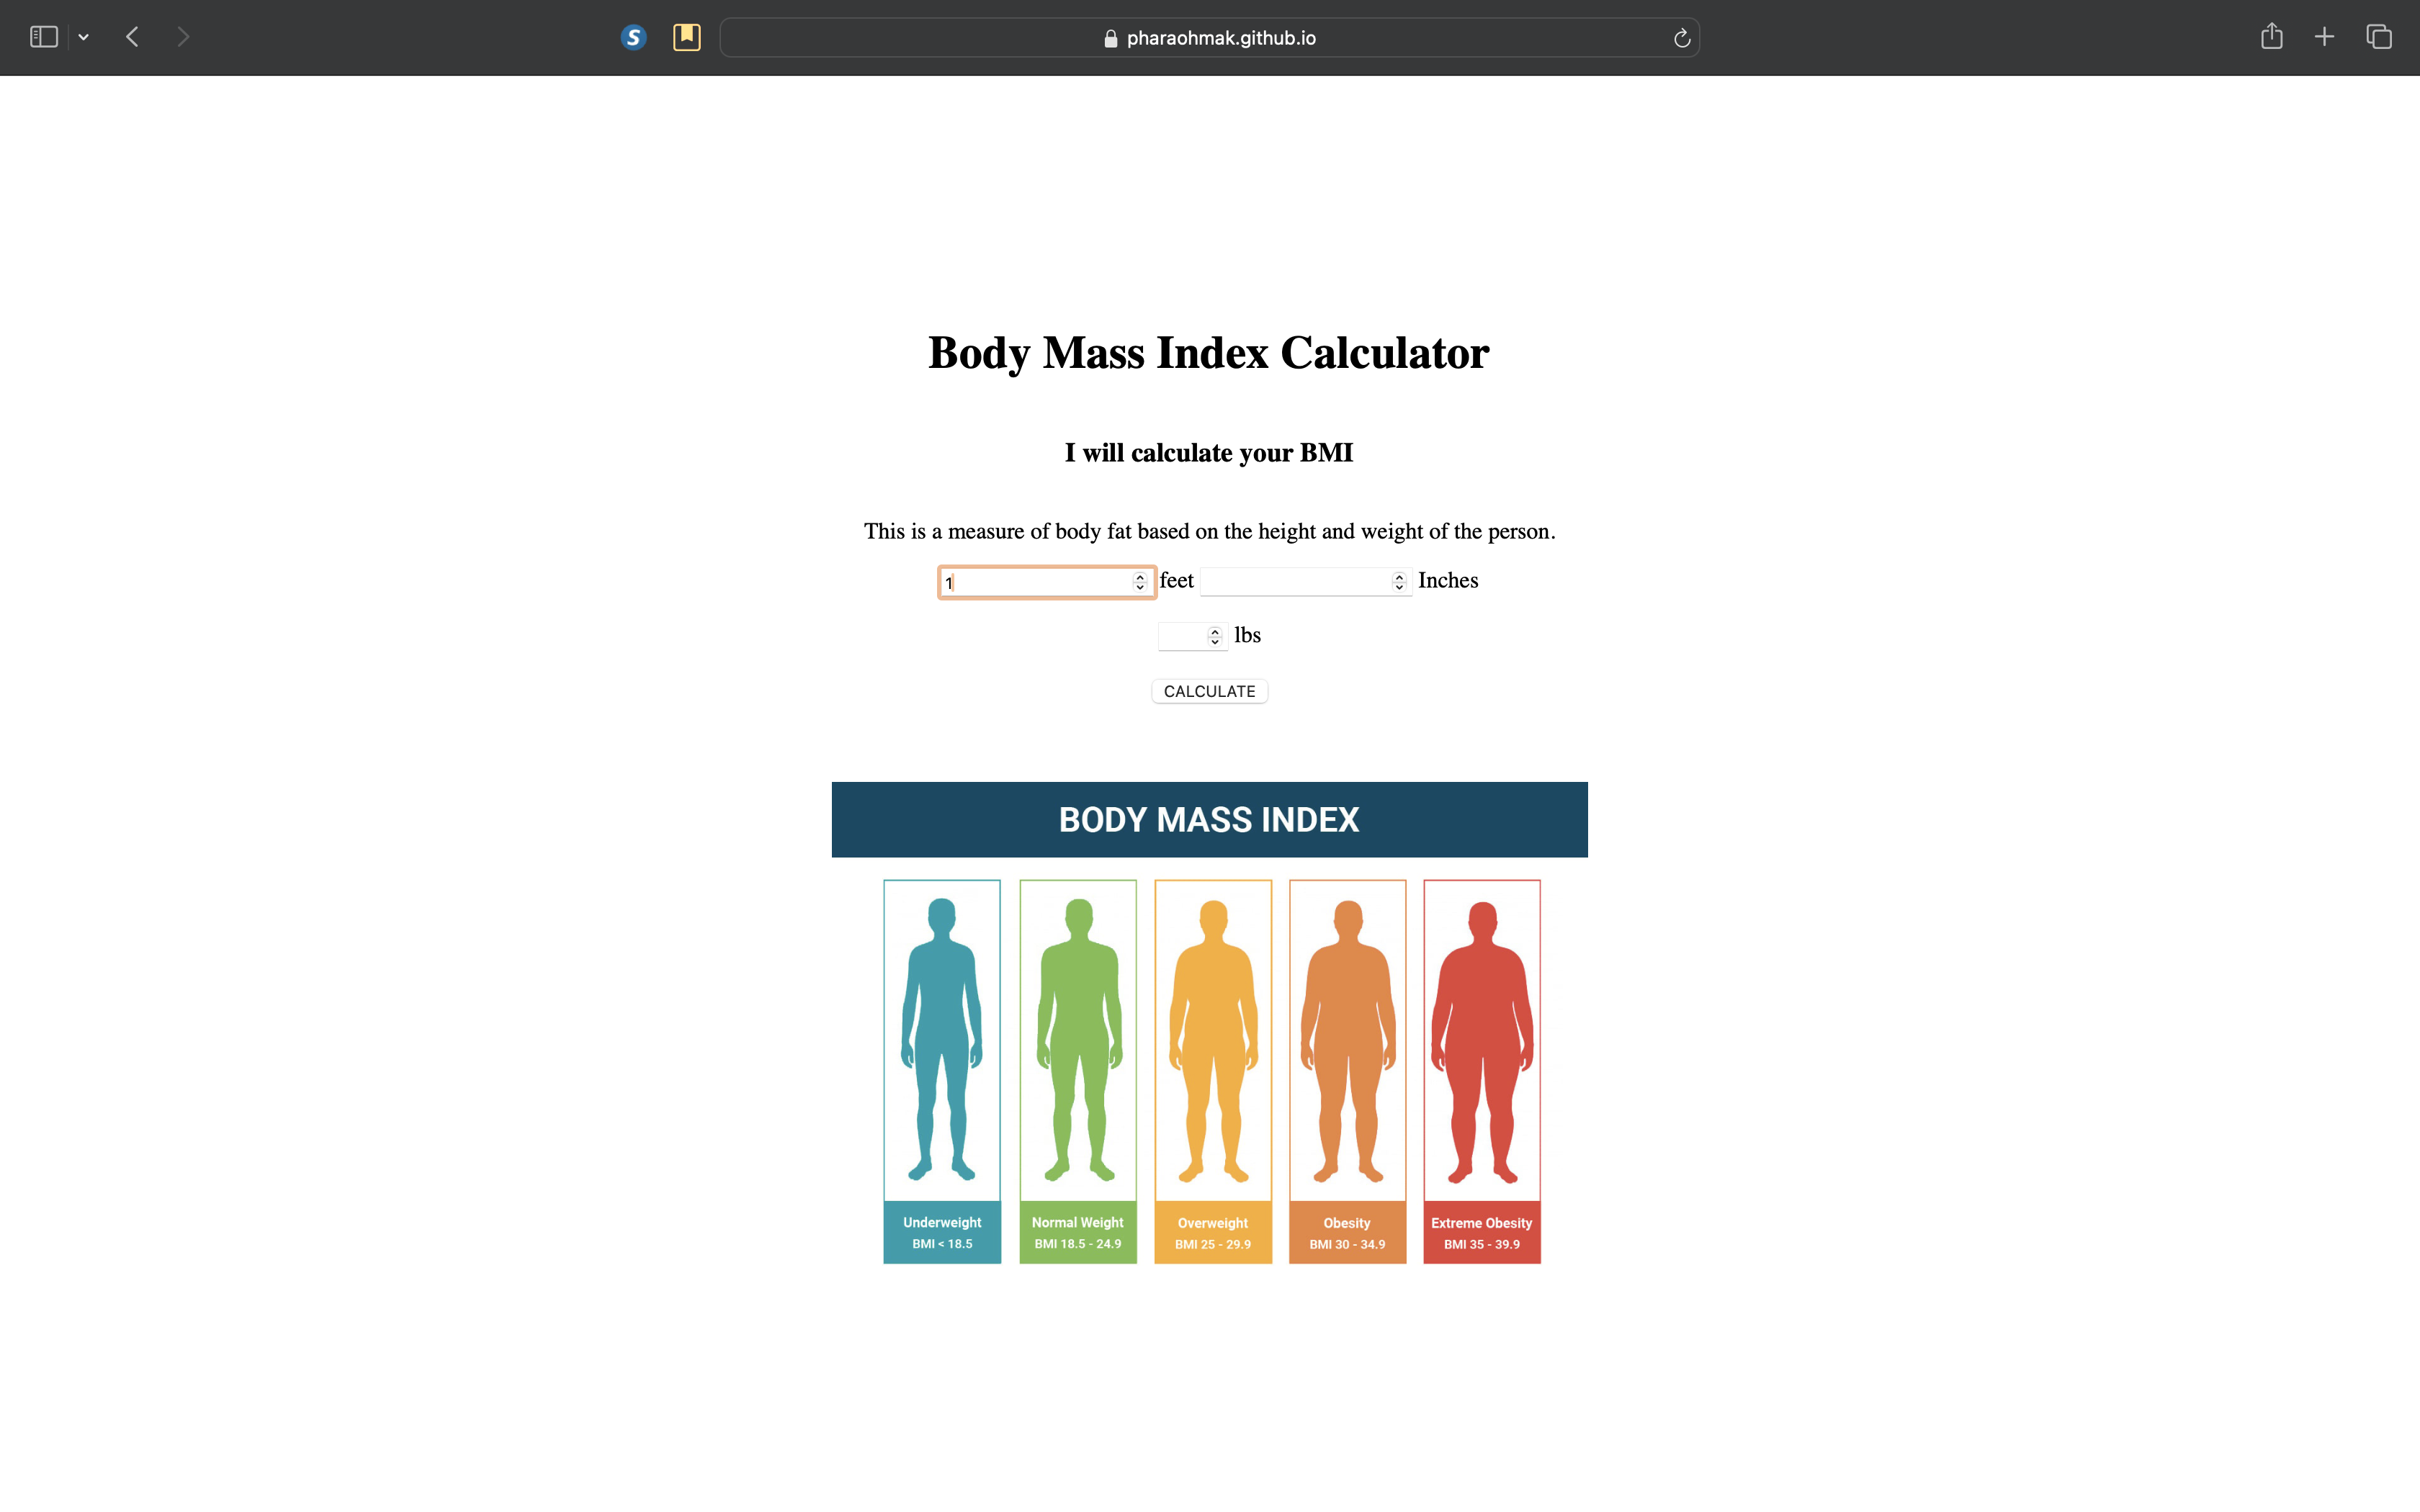 S
pharaohmak.github.io
Body Mass Index Calculator
I will calculate your BMI
This is a measure of body fat based on the height and weight of the person.
1 feet Inches
lbs
CALCULATE
BODY MASS INDEX
Underweight Normal Weight Overweight Obesity Extreme Obesity
BMI < 18.5 BMI 18.5 - 24.9 BMI 25 - 29.9 BMI 30 - 34.9 BMI 35 - 39.9